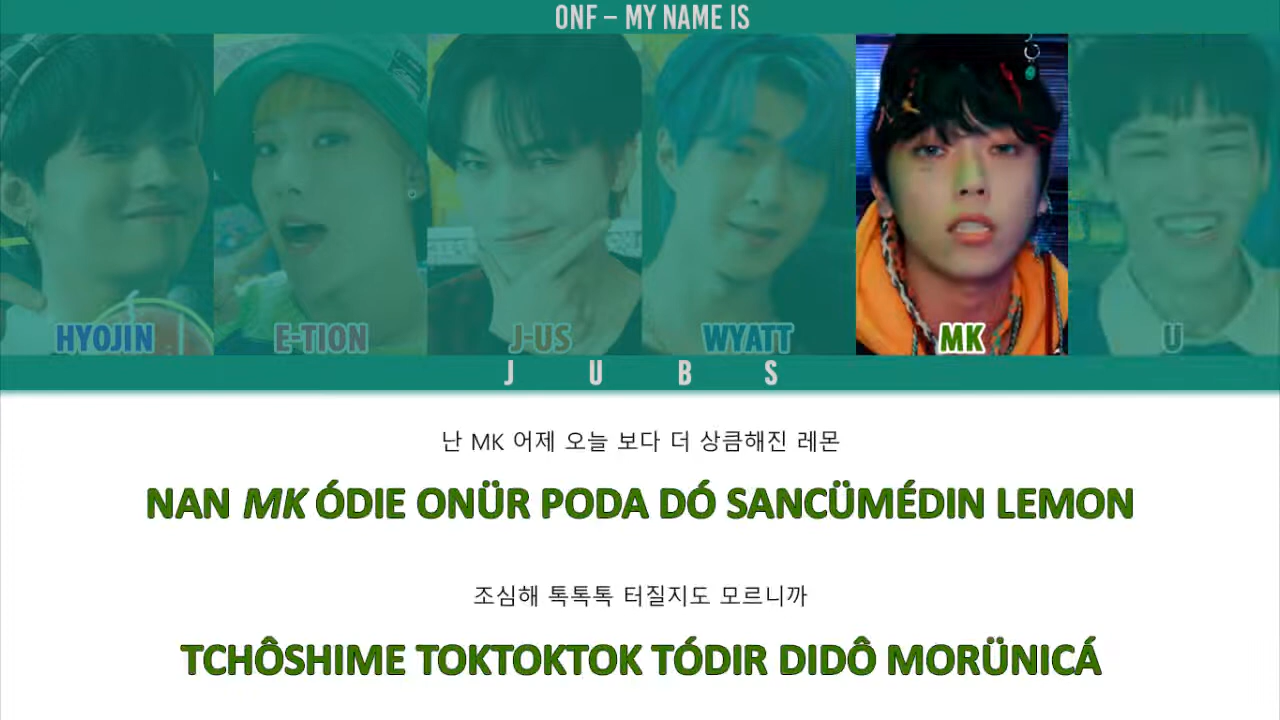 ONF – MY NAME IS
HYOJIN
E-TION
J-US
WYATT
MK
U
J U B S
난 MK 어제 오늘 보다 더 상큼해진 레몬
NAN MK ÓDIE ONÜR PODA DÓ SANCÜMÉDIN LEMON
조심해 톡톡톡 터질지도 모르니까
TCHÔSHIME TOKTOKTOK TÓDIR DIDÔ MORÜNICÁ